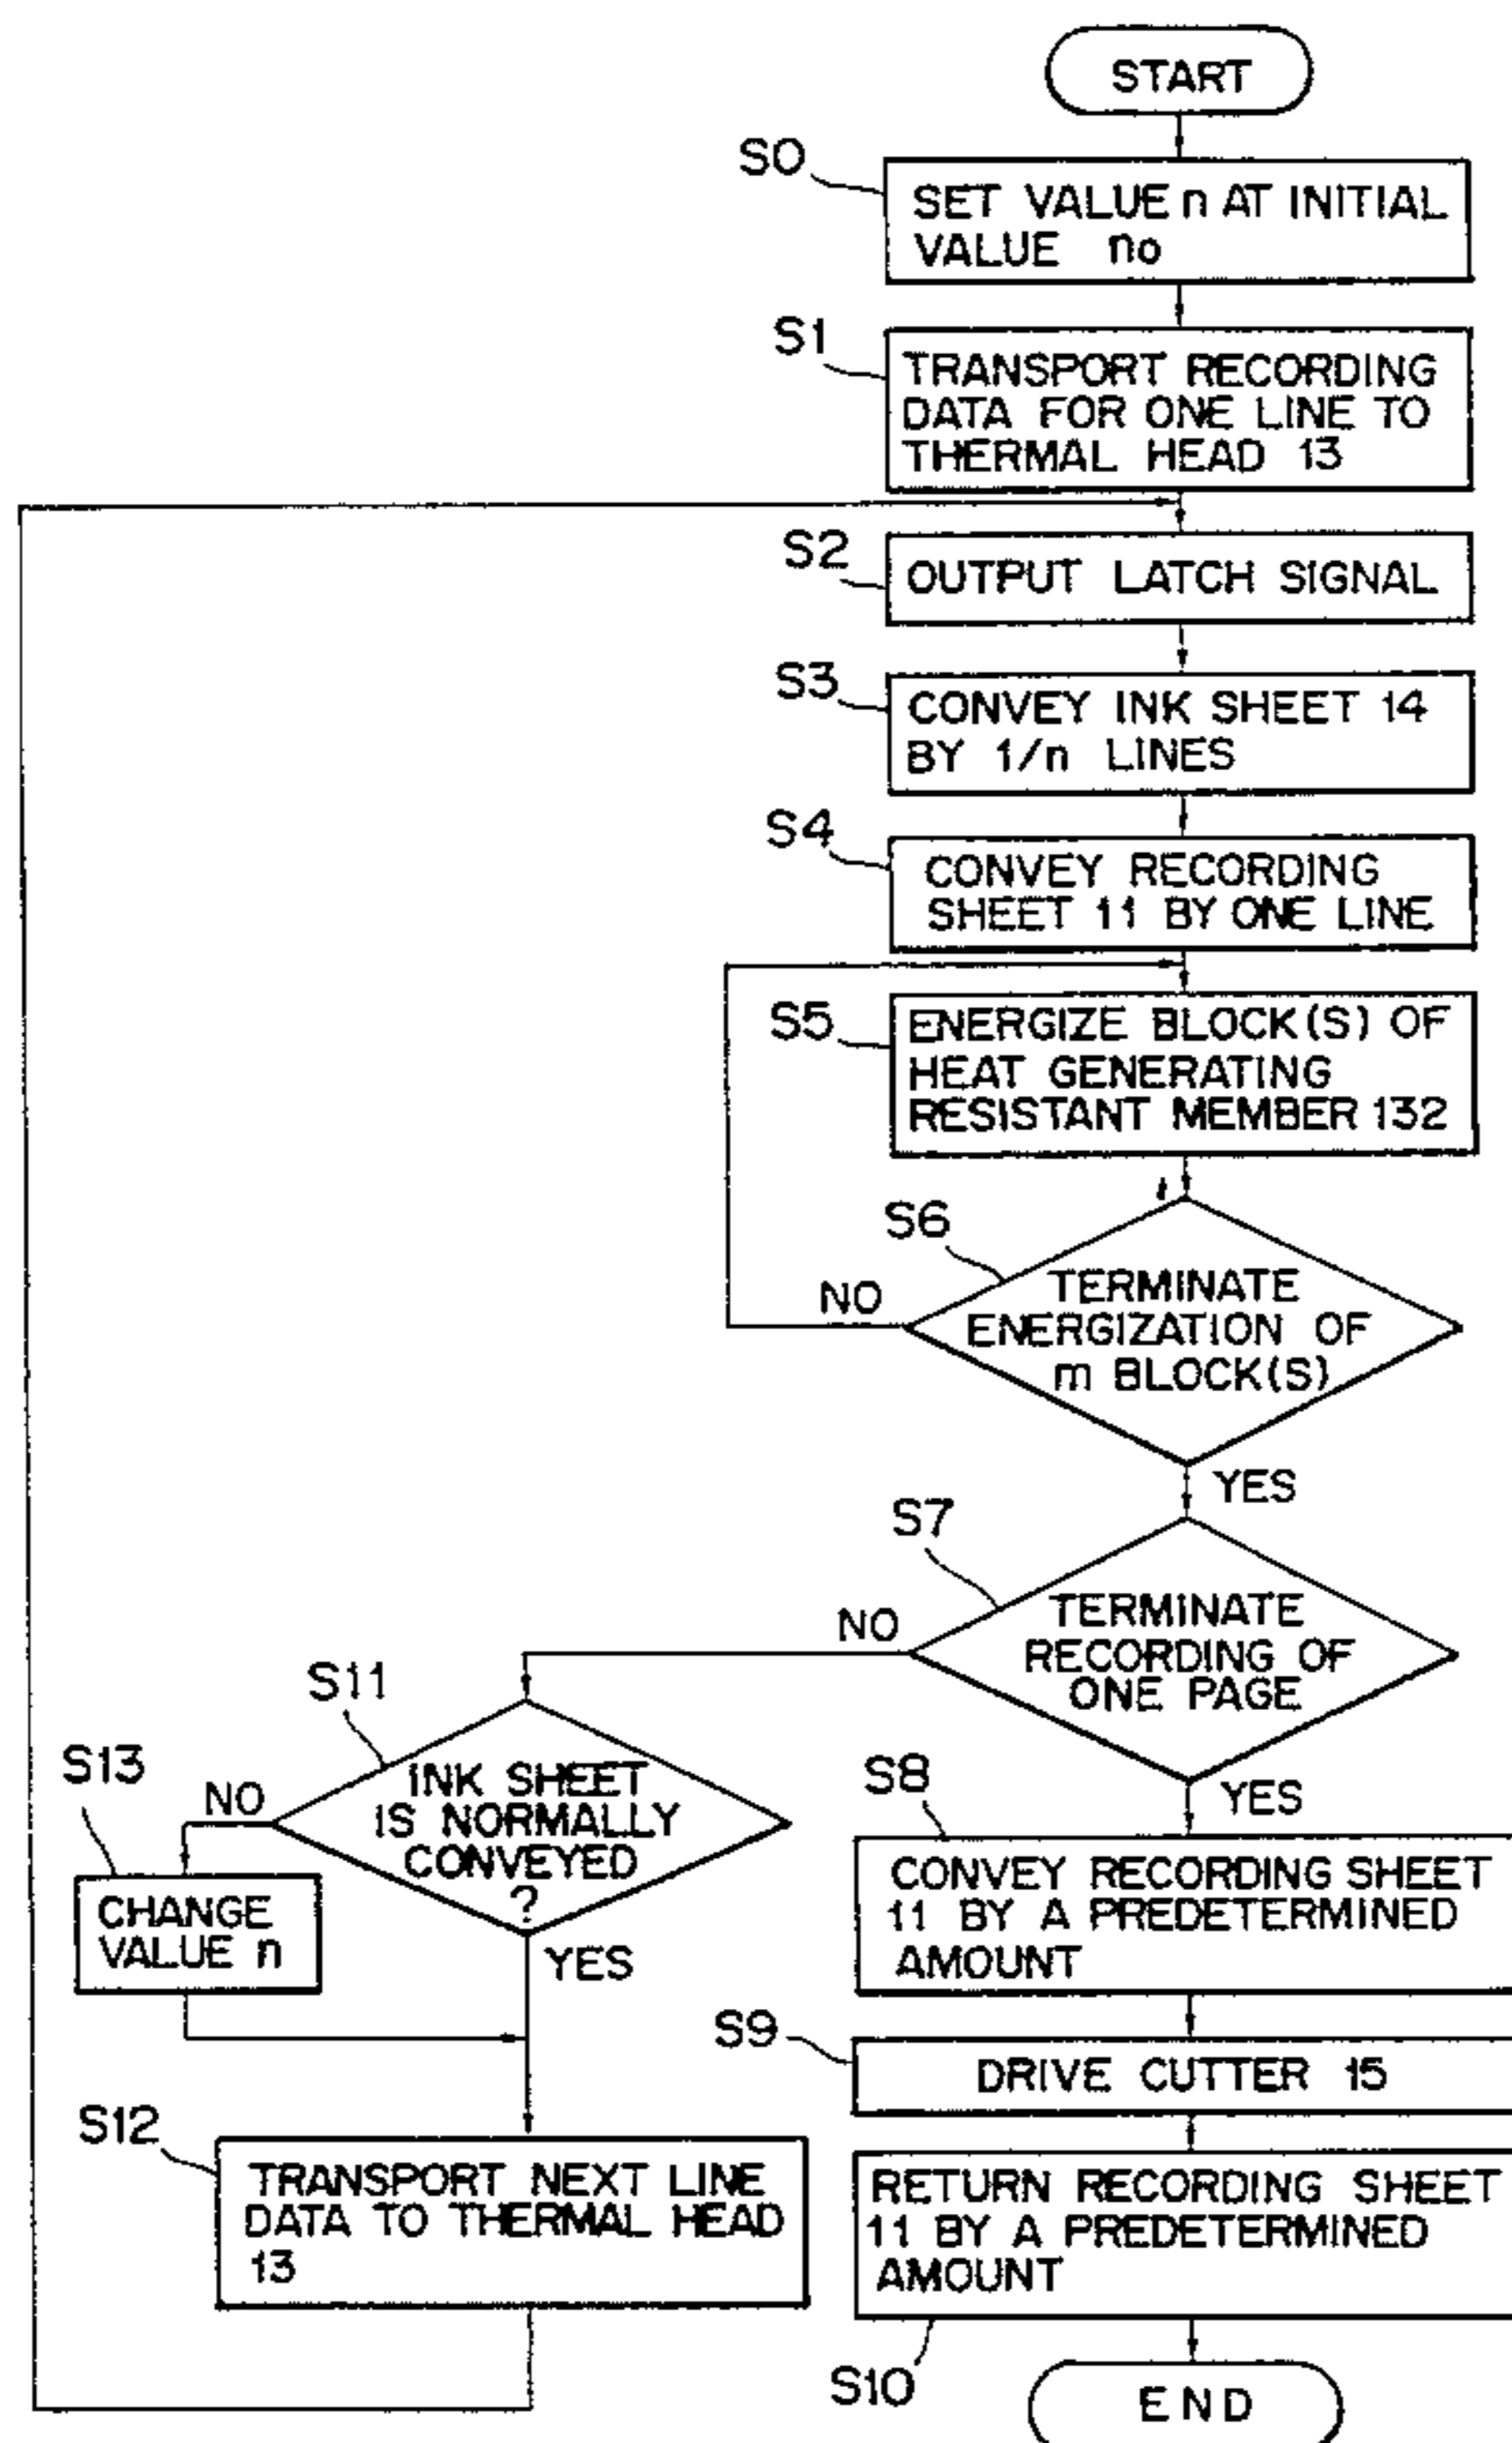 START
S0
SET VALUE n AT INITIAL
VALUE no
S1
TRANSPORT RECORDING
DATA FOR ONE LINE TO
THERMAL HEAD 13
S2
OUTPUT LATCH SIGNAL
S3
CONVEY INK SHEET 14
BY 1/n LINES
S4
CONVEY RECORDING
SHEET 11 BY ONE LINE
S5
ENERGIZE BLOCK(S) OF
HEAT GENERATING
RESISTANT MEMBER 132
S6
TERMINATE
ENERGIZATION OF
m BLOCK(S)
NO
YES
S7
TERMINATE
RECORDING OF
ONE PAGE
NO
YES
S11
INK SHEET
IS NORMALLY
CONVEYED
?
NO
YES
S13
CHANGE
VALUE n
S8
CONVEY RECORDING SHEET
11 BY A PREDETERMINED
AMOUNT
S9
DRIVE CUTTER 15
S12
TRANSPORT NEXT LINE
DATA TO THERMAL HEAD
13
RETURN RECORDING SHEET
11 BY A PREDETERMINED
AMOUNT
S10
END